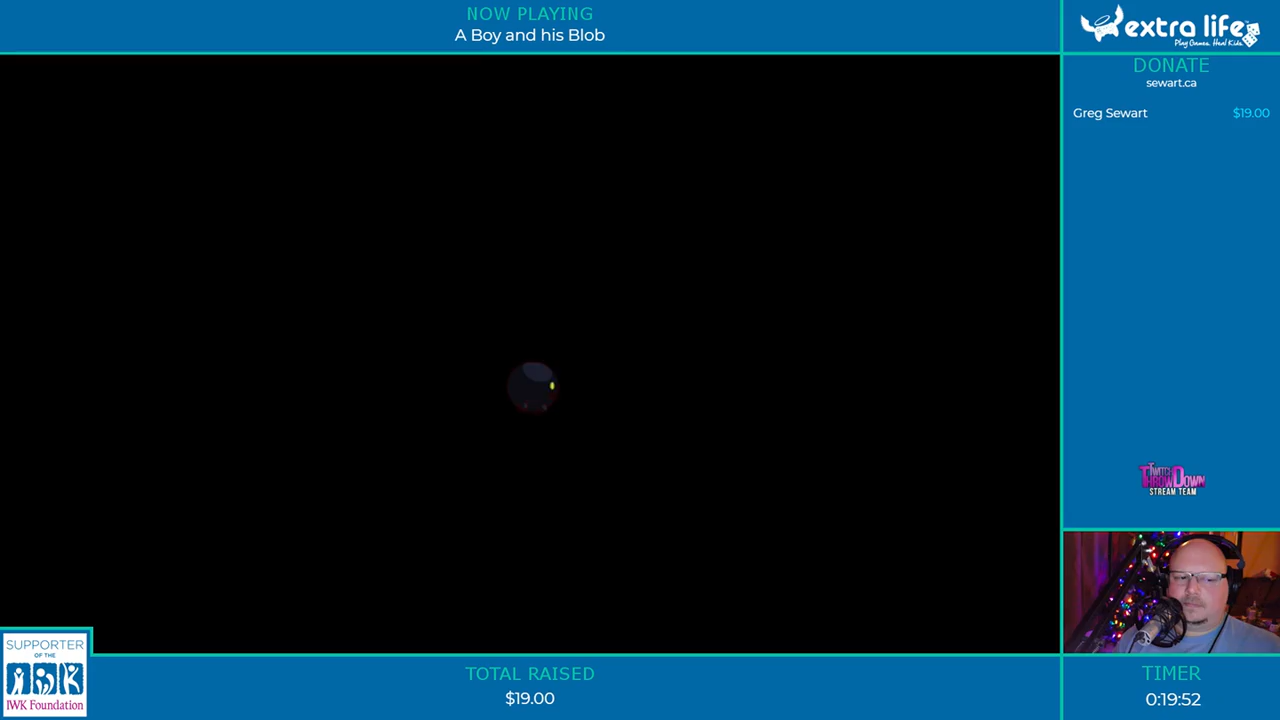 NOW PLAYING
A Boy and his Blob
extra life
Play Games. Heal Kids.
DONATE
sewart.ca
Greg Sewart $19.00
TWITCH
THROWDOWN
STREAM TEAM
SUPPORTER
OF THE
IWK
IWK Foundation
TOTAL RAISED
$19.00
TIMER
0:19:52